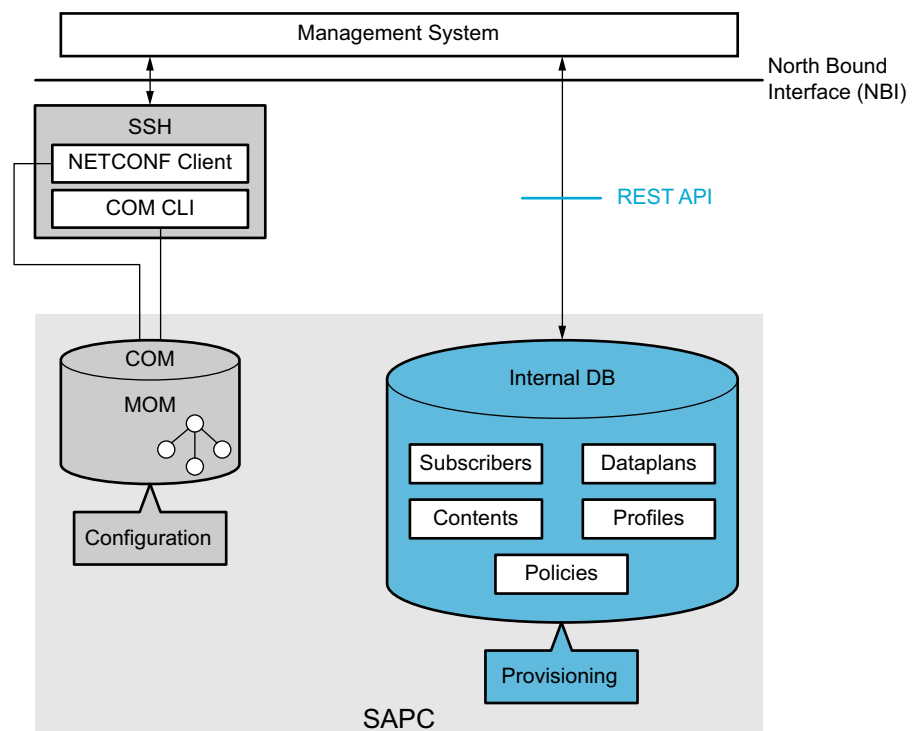 Management System
North Bound
Interface (NBI)
SSH
NETCONF Client
COM CLI
REST API
COM
MOM
Configuration
Internal DB
Subscribers
Dataplans
Contents
Profiles
Policies
Provisioning
SAPC